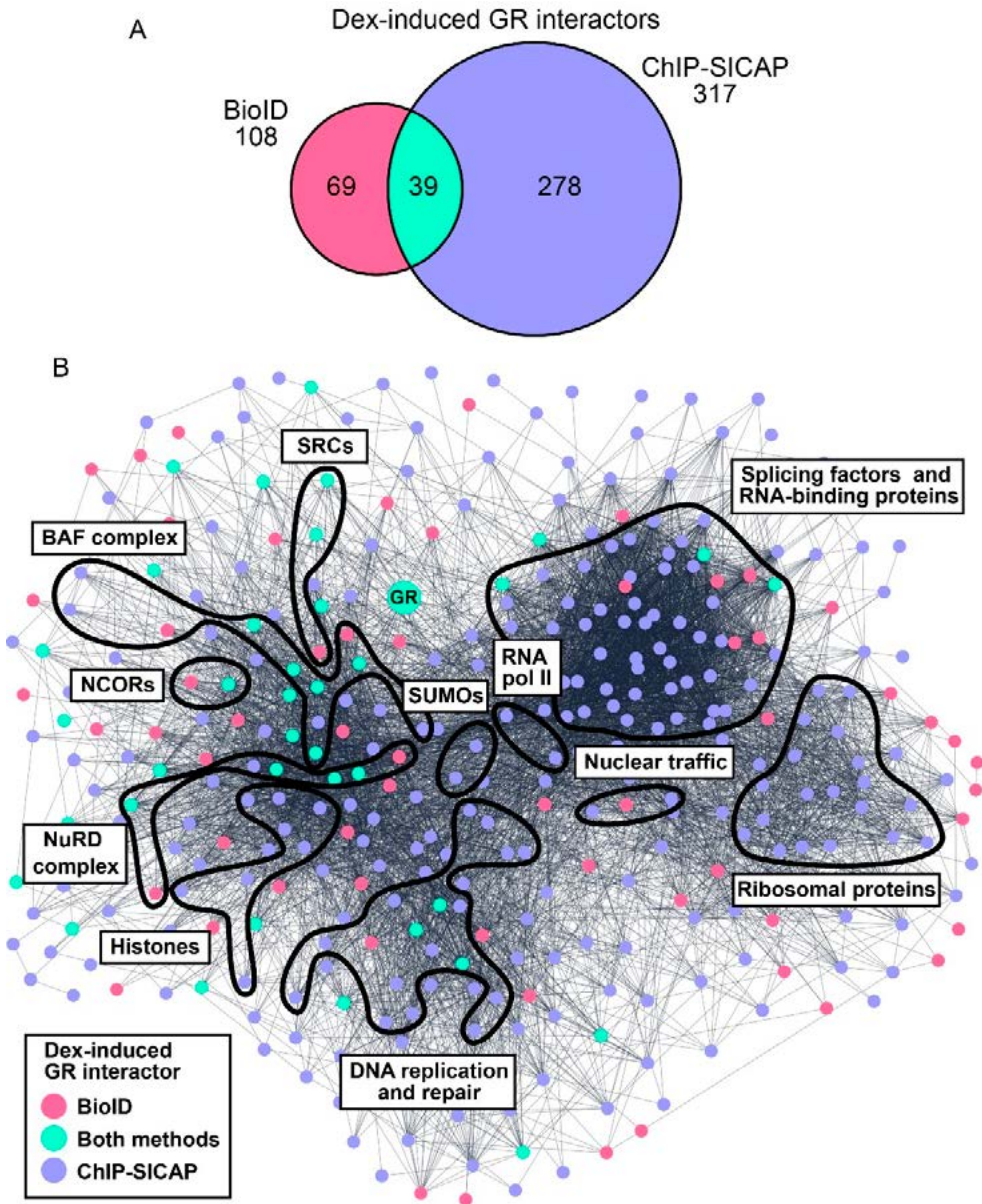 A
Dex-induced GR interactors
ChIP-SICAP
317
BioID
108
69
39
278
B
SRCs
Splicing factors and
RNA-binding proteins
BAF complex
GR
RNA
pol II
NCORs
SUMOs
Nuclear traffic
NuRD
complex
Ribosomal proteins
Histones
DNA replication
and repair
Dex-induced
GR interactor
BioID
Both methods
ChIP-SICAP